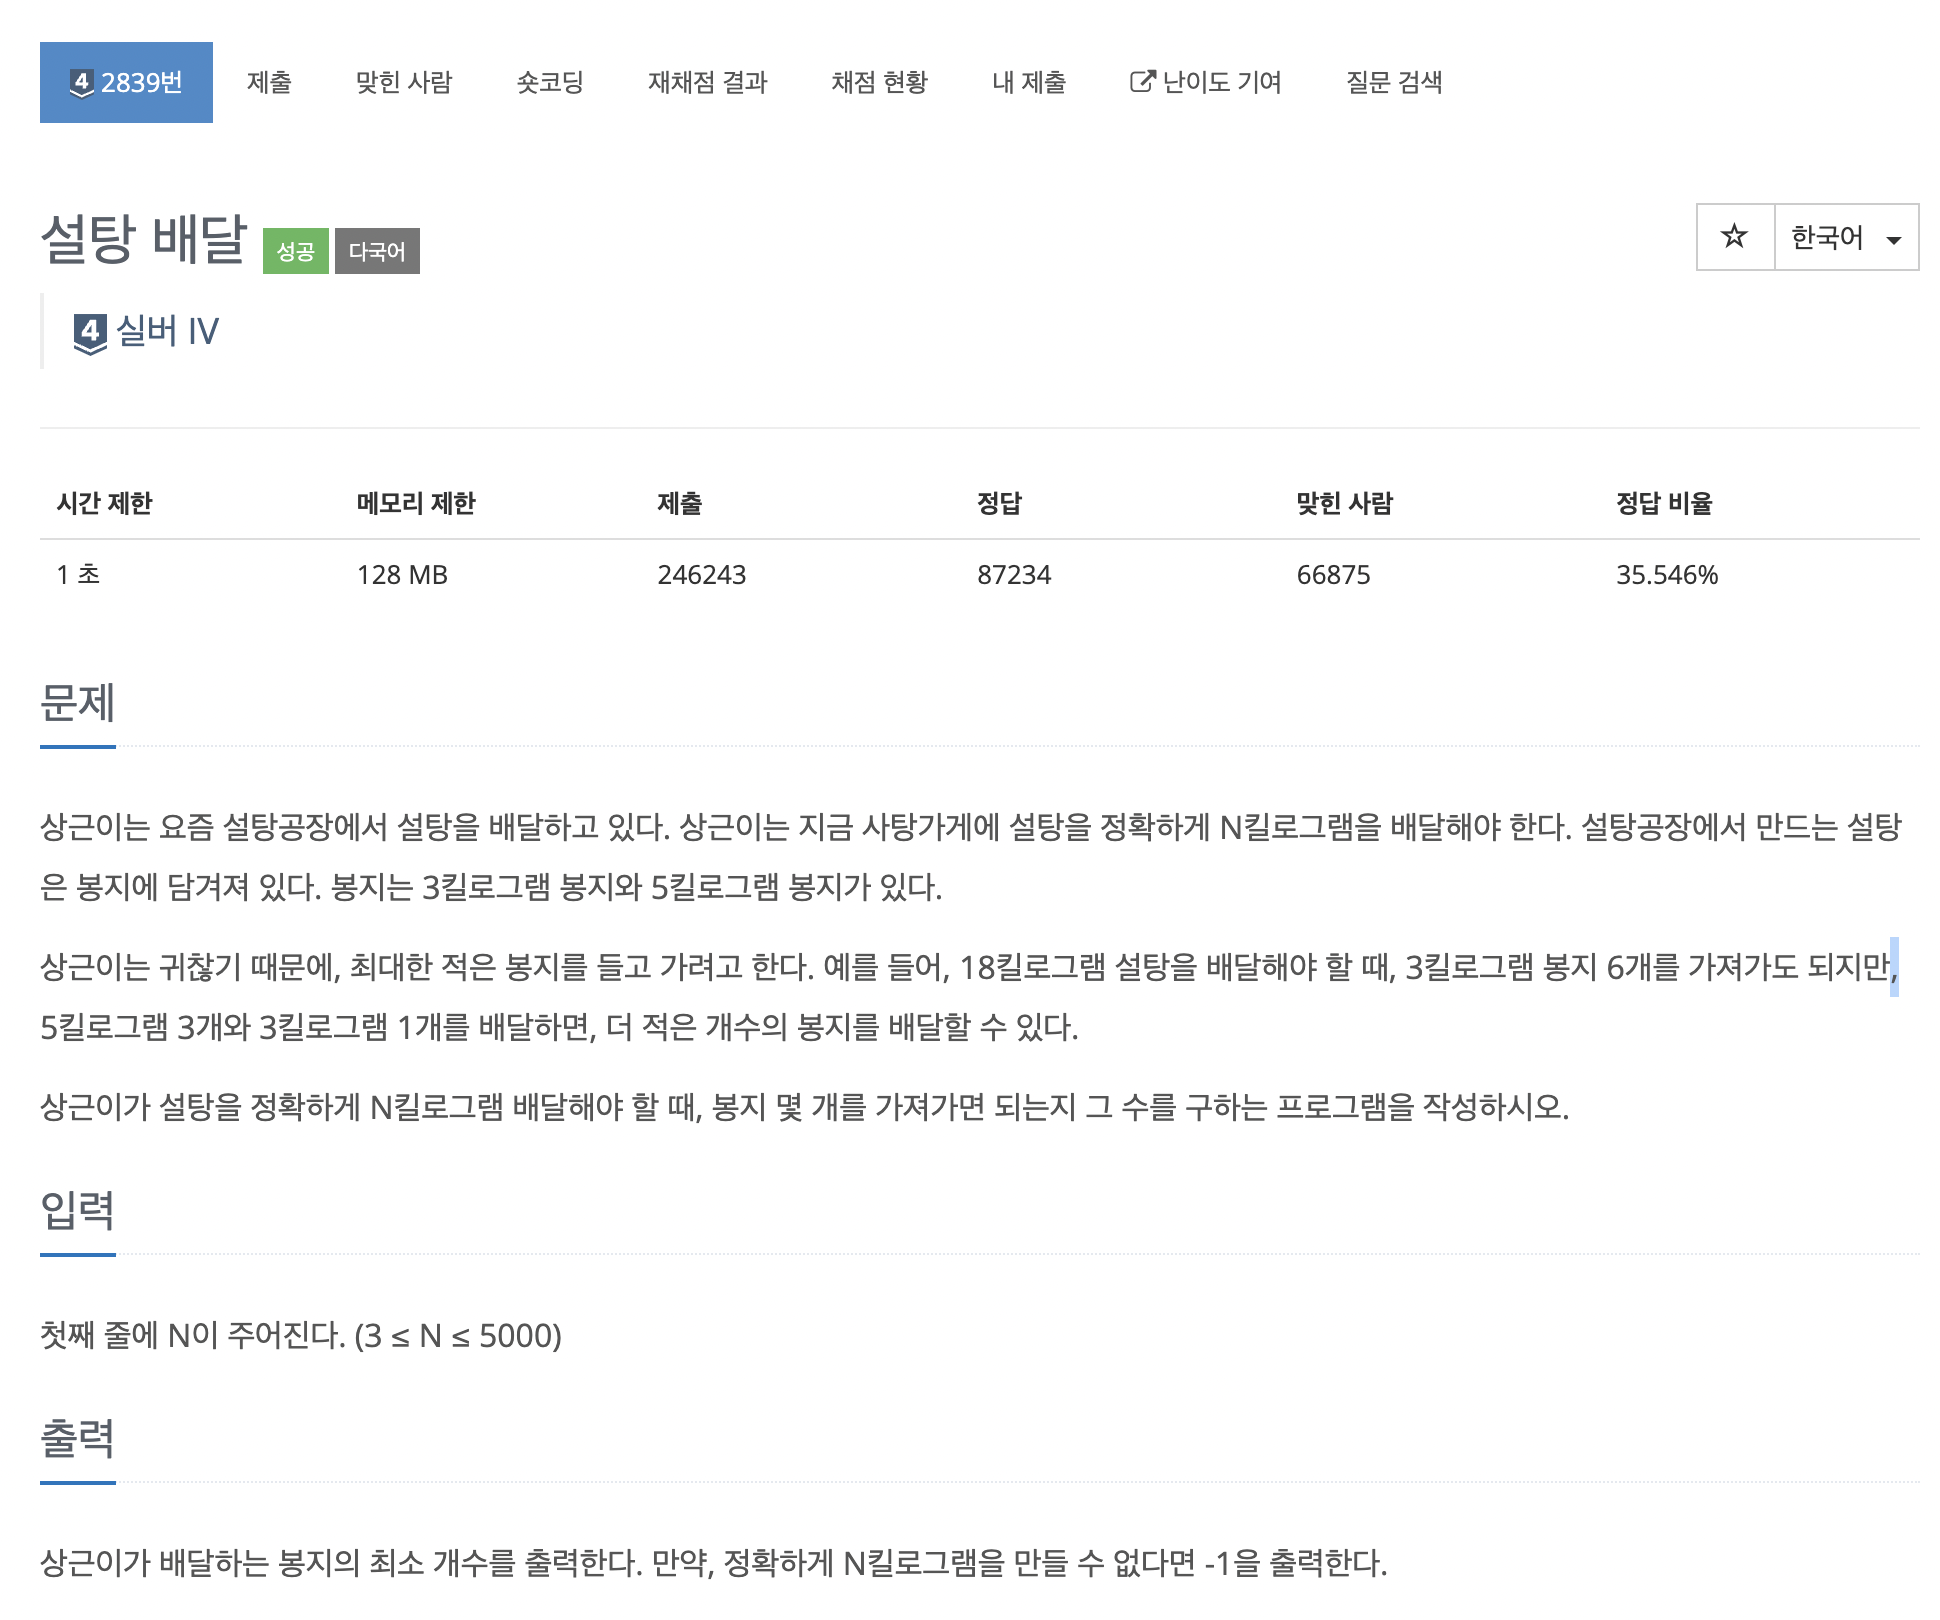 4 2839번 제출 맞힌 사람 숏코딩 재채점 결과 채점 현황 내 제출 난이도 기여 질문 검색
설탕 배달 성공 다국어 한국어
4 실버 IV
시간 제한 메모리 제한 제출 정답 맞힌 사람 정답 비율
1 초 128 MB 246243 87234 66875 35.546%
문제
상근이는 요즘 설탕공장에서 설탕을 배달하고 있다. 상근이는 지금 사탕가게에 설탕을 정확하게 N킬로그램을 배달해야 한다. 설탕공장에서 만드는 설탕
은 봉지에 담겨져 있다. 봉지는 3킬로그램 봉지와 5킬로그램 봉지가 있다.
상근이는 귀찮기 때문에, 최대한 적은 봉지를 들고 가려고 한다. 예를 들어, 18킬로그램 설탕을 배달해야 할 때, 3킬로그램 봉지 6개를 가져가도 되지만,
5킬로그램 3개와 3킬로그램 1개를 배달하면, 더 적은 개수의 봉지를 배달할 수 있다.
상근이가 설탕을 정확하게 N킬로그램 배달해야 할 때, 봉지 몇 개를 가져가면 되는지 그 수를 구하는 프로그램을 작성하시오.
입력
첫째 줄에 N이 주어진다. (3 ≤ N ≤ 5000)
출력
상근이가 배달하는 봉지의 최소 개수를 출력한다. 만약, 정확하게 N킬로그램을 만들 수 없다면 -1을 출력한다.